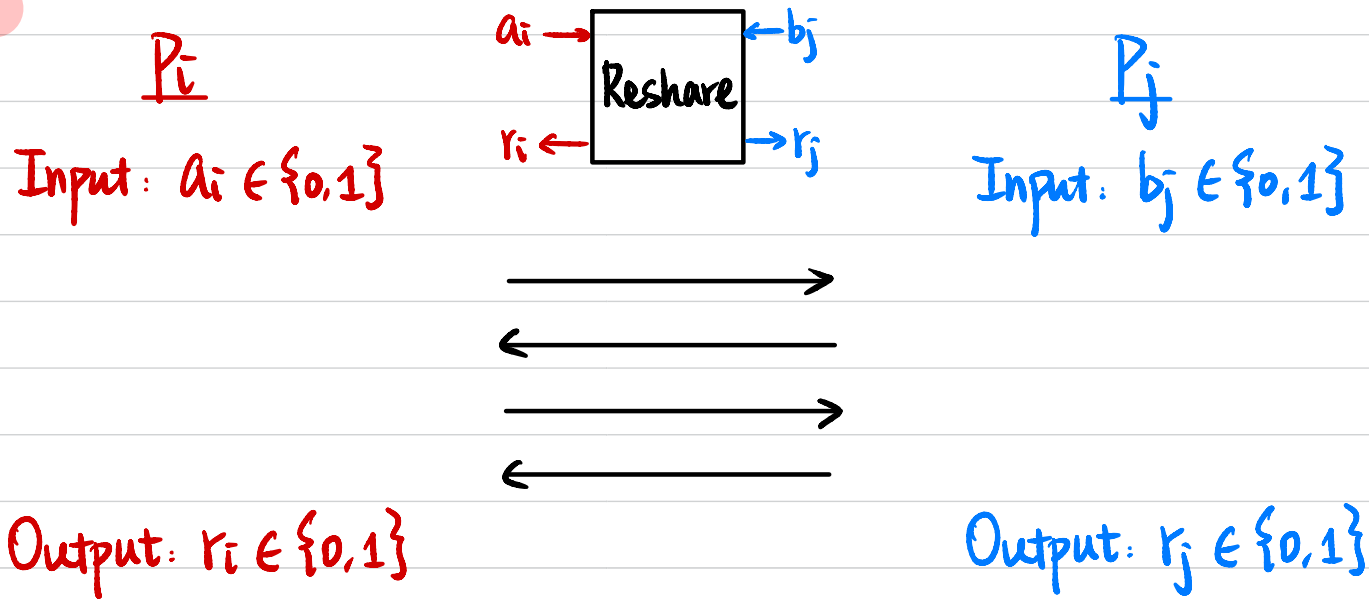 Pi
ai → Reshare ← bj
ri ← → rj
Pj
Input: ai ∈ {0,1}
Input: bj ∈ {0,1}
Output: ri ∈ {0,1}
Output: rj ∈ {0,1}